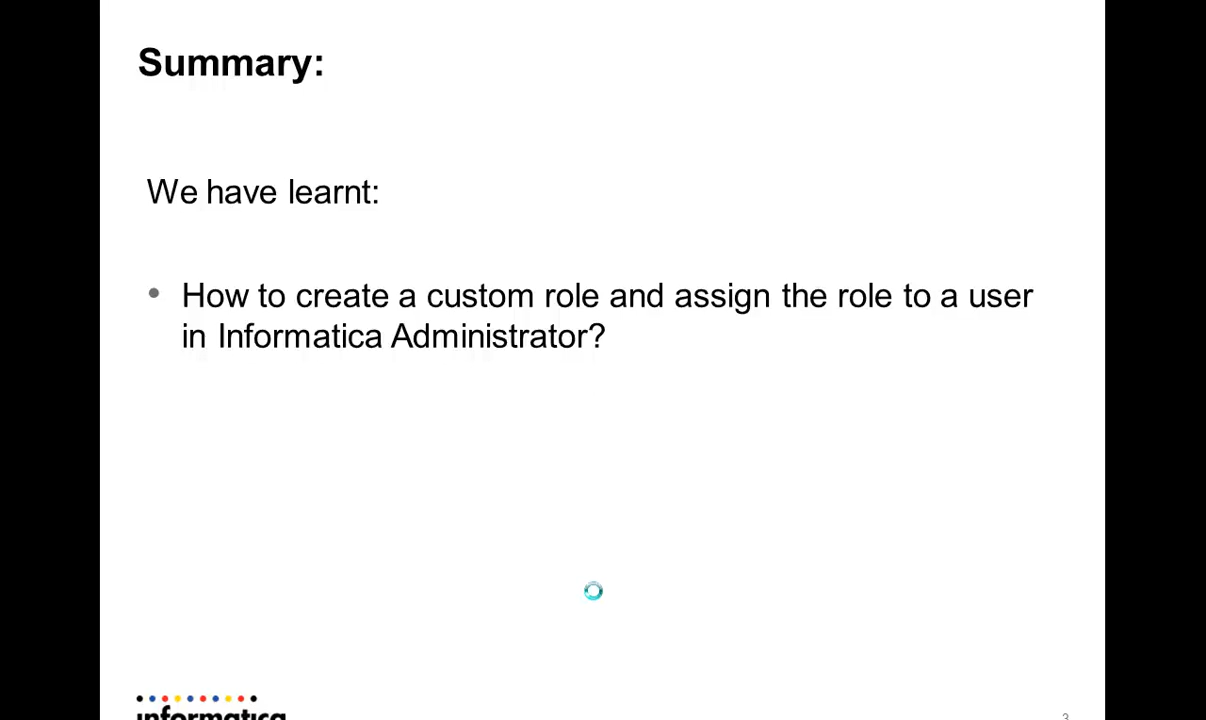 Summary:
We have learnt:
• How to create a custom role and assign the role to a user
in Informatica Administrator?
informatica
3